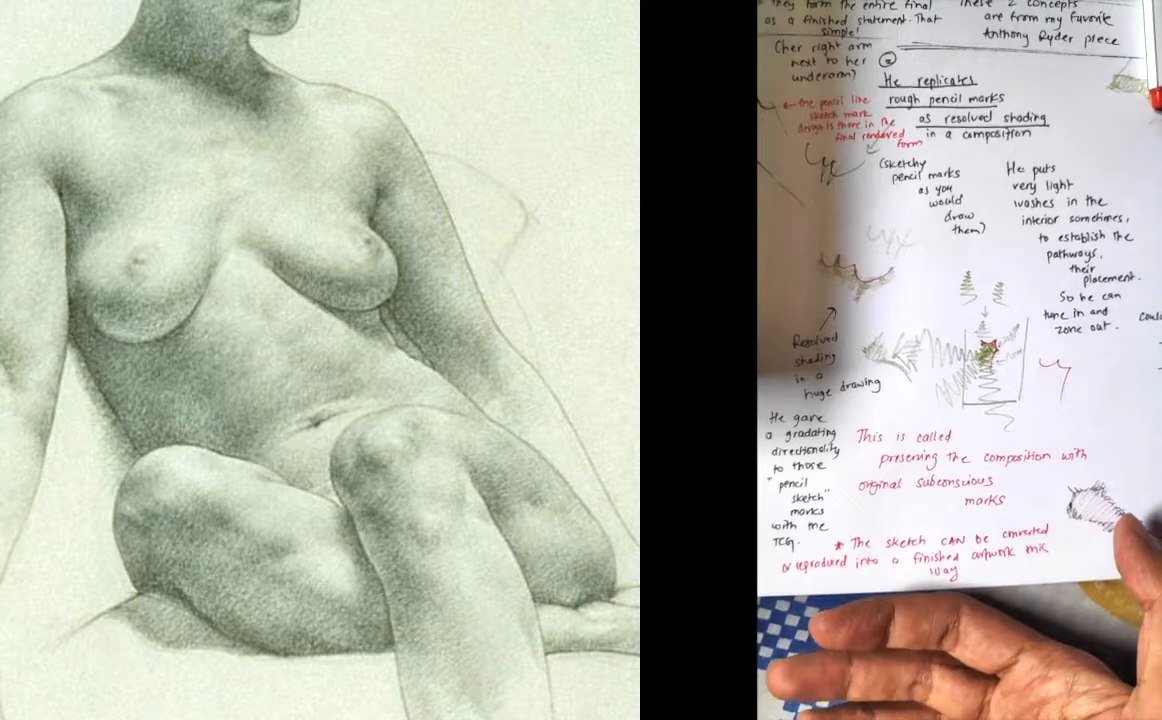 they form the entire final
as a finished statement. That
simple!
These 2 concepts
are from my favorite
Anthony Ryder piece
(her right arm
next to her
underarm)
2
He replicates
rough pencil marks
as resolved shading
in a composition
← the pencil line
sketch mark
design is there in the
final rendered
form
(sketchy
pencil marks
as you
would
draw
them)
He puts
very light
washes in the
interior sometimes,
to establish the
pathways,
their
placement.
So he can
tune in and
zone out.
Resolved
shading
in a
huge drawing
He gave
a gradating
directionality
to those
"pencil
sketch"
marks
with the
This is called
preserving the composition with
original subconscious
marks
* The sketch CAN be converted
or reproduced into a finished artwork
way